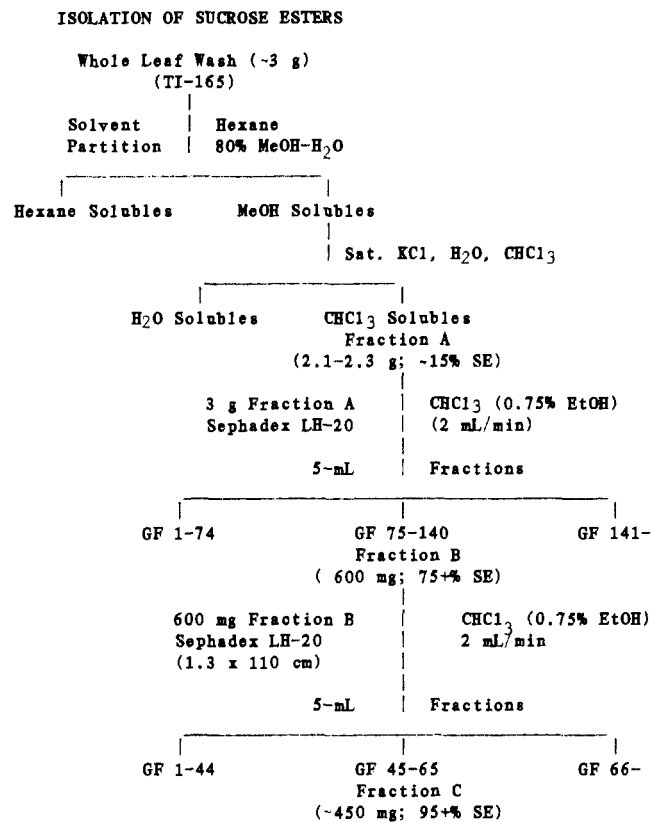 ISOLATION OF SUCROSE ESTERS
Whole Leaf Wash (~3 g)
(TI-165)
Solvent Hexane
Partition 80% MeOH-H2O
Hexane Solubles MeOH Solubles
Sat. KCl, H2O, CHCl3
H2O Solubles CHCl3 Solubles
Fraction A
(2.1-2.3 g; ~15% SE)
3 g Fraction A CHCl3 (0.75% EtOH)
Sephadex LH-20 (2 mL/min)
5-mL Fractions
GF 1-74 GF 75-140 GF 141-
Fraction B
( 600 mg; 75+% SE)
600 mg Fraction B CHCl3 (0.75% EtOH)
Sephadex LH-20 2 mL/min
(1.3 x 110 cm)
5-mL Fractions
GF 1-44 GF 45-65 GF 66-
Fraction C
(~450 mg; 95+% SE)